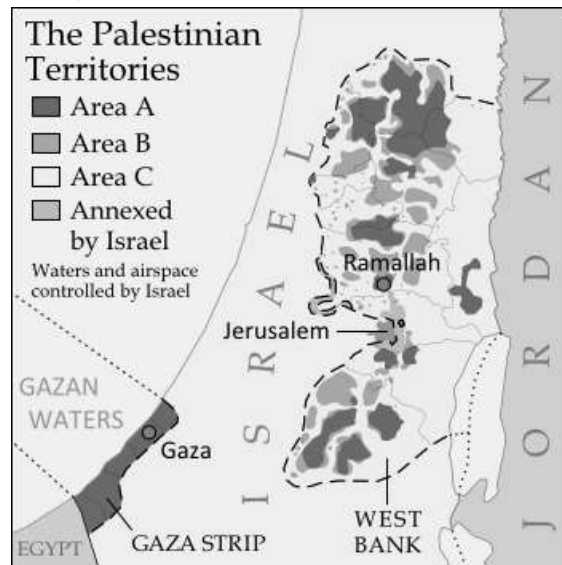 The Palestinian
Territories
Area A
Area B
Area C
Annexed
by Israel
Waters and airspace
controlled by Israel
ISRAEL
JORDAN
Ramallah
Jerusalem
GAZAN
WATERS
Gaza
EGYPT
GAZA STRIP
WEST
BANK